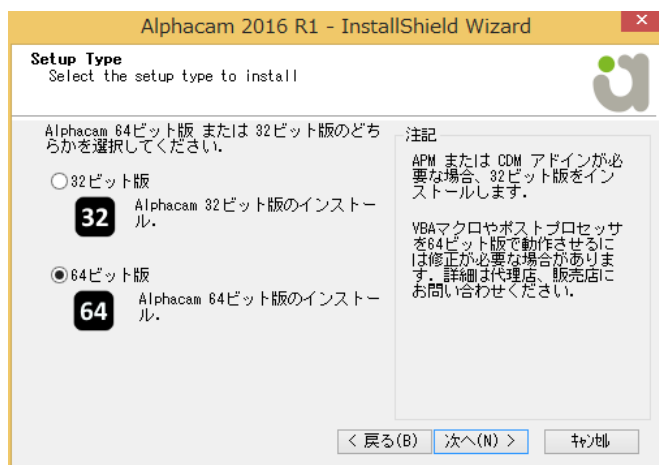 Alphacam 2016 R1 - InstallShield Wizard
Setup Type
Select the setup type to install
Alphacam 64ビット版 または 32ビット版のどち
らかを選択してください.
32ビット版
32
Alphacam 32ビット版のインストー
ル.
64ビット版
64
Alphacam 64ビット版のインストー
ル.
注記
APM または CDM アドインが必
要な場合、32ビット版をイン
ストールします.
VBAマクロやポストプロセッサ
を64ビット版で動作させるに
は修正が必要な場合がありま
す. 詳細は代理店、販売店に
お問い合わせください.
< 戻る(B)
次へ(N) >
キャンセル